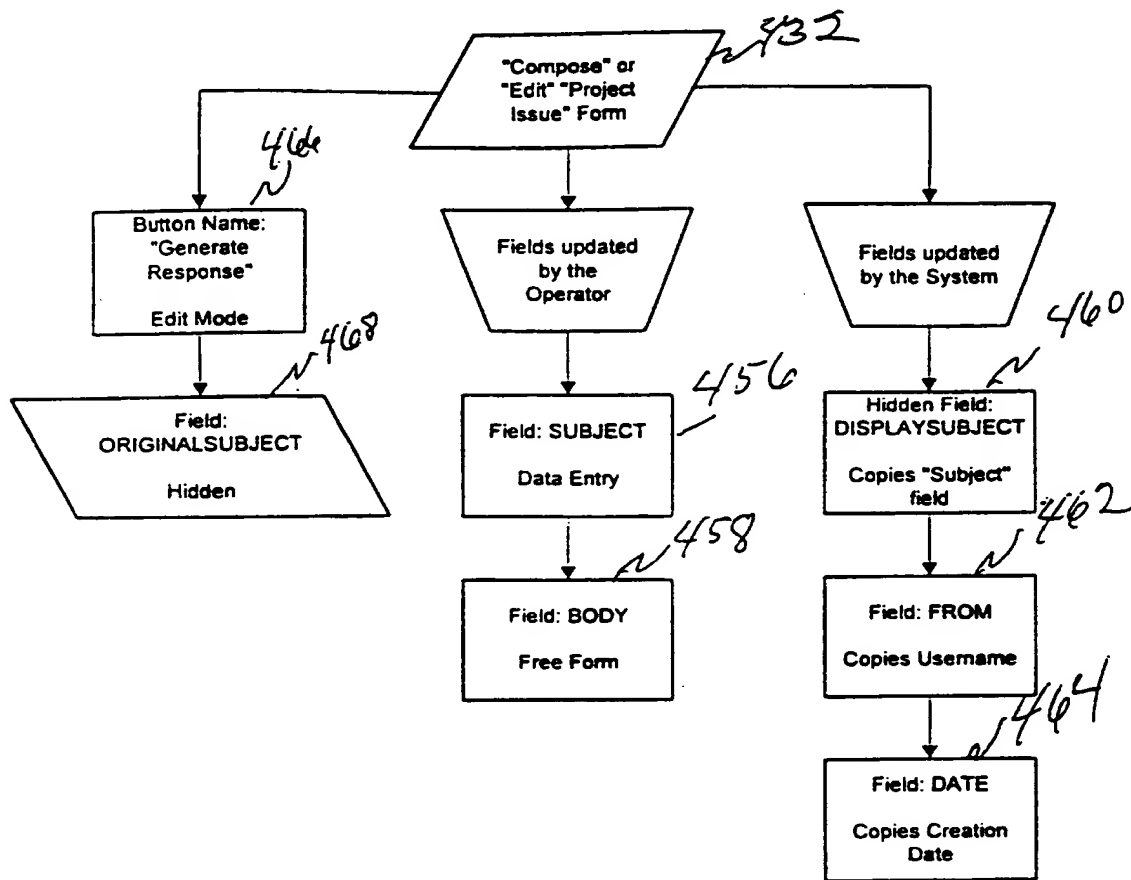 432
"Compose" or
"Edit" "Project
Issue" Form
466
Button Name:
"Generate
Response"
Edit Mode
468
Field:
ORIGINALSUBJECT
Hidden
Fields updated
by the
Operator
456
Field: SUBJECT
Data Entry
458
Field: BODY
Free Form
Fields updated
by the System
460
Hidden Field:
DISPLAYSUBJECT
Copies "Subject"
field
462
Field: FROM
Copies Username
464
Field: DATE
Copies Creation
Date